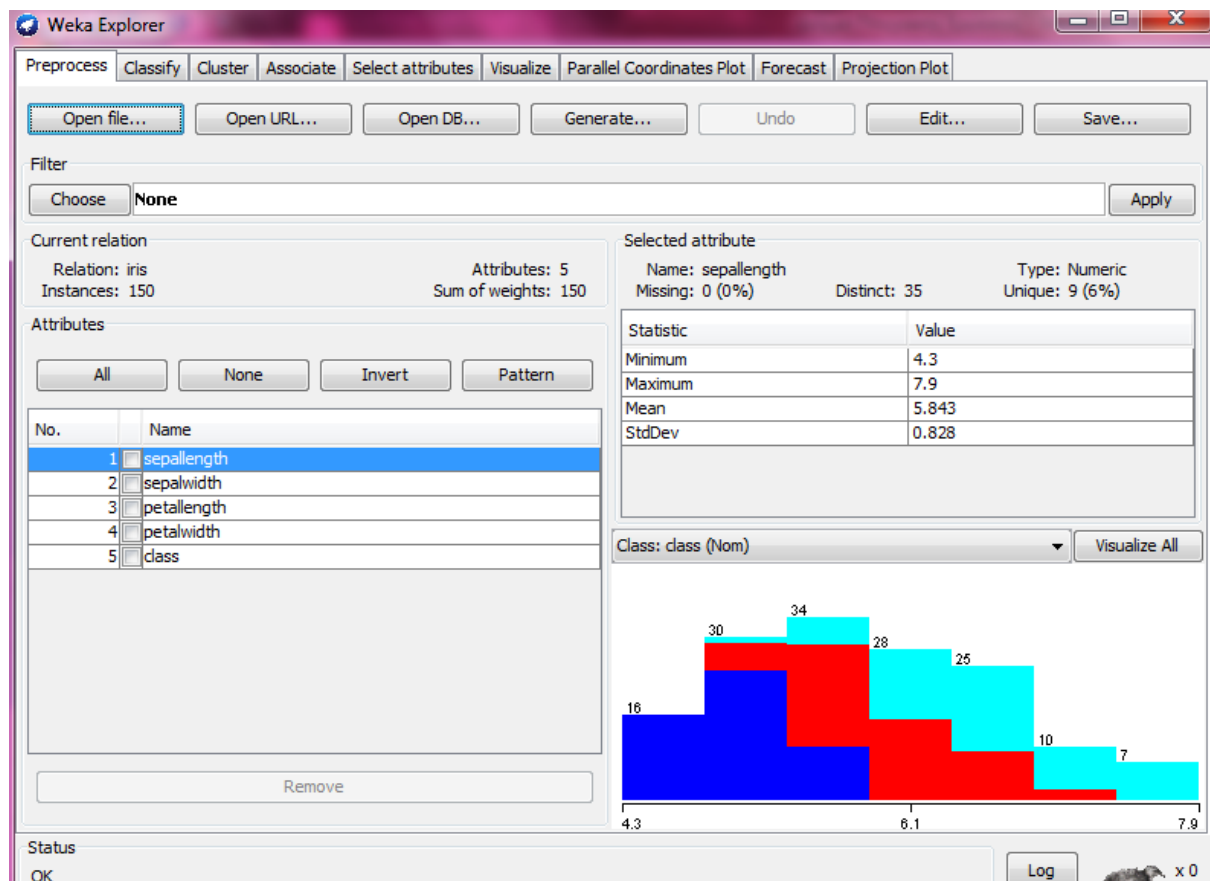 Weka Explorer
Preprocess Classify Cluster Associate Select attributes Visualize Parallel Coordinates Plot Forecast Projection Plot
Open file... Open URL... Open DB... Generate... Undo Edit... Save...
Filter
Choose None Apply
Current relation
Relation: iris Attributes: 5
Instances: 150 Sum of weights: 150
Attributes
All None Invert Pattern
No. Name
1 sepallength
2 sepalwidth
3 petallength
4 petalwidth
5 class
Remove
Selected attribute
Name: sepallength Type: Numeric
Missing: 0 (0%) Distinct: 35 Unique: 9 (6%)
Statistic Value
Minimum 4.3
Maximum 7.9
Mean 5.843
StdDev 0.828
Class: class (Nom) Visualize All
16 30 34 28 25 10 7
4.3 6.1 7.9
Status
OK Log x 0